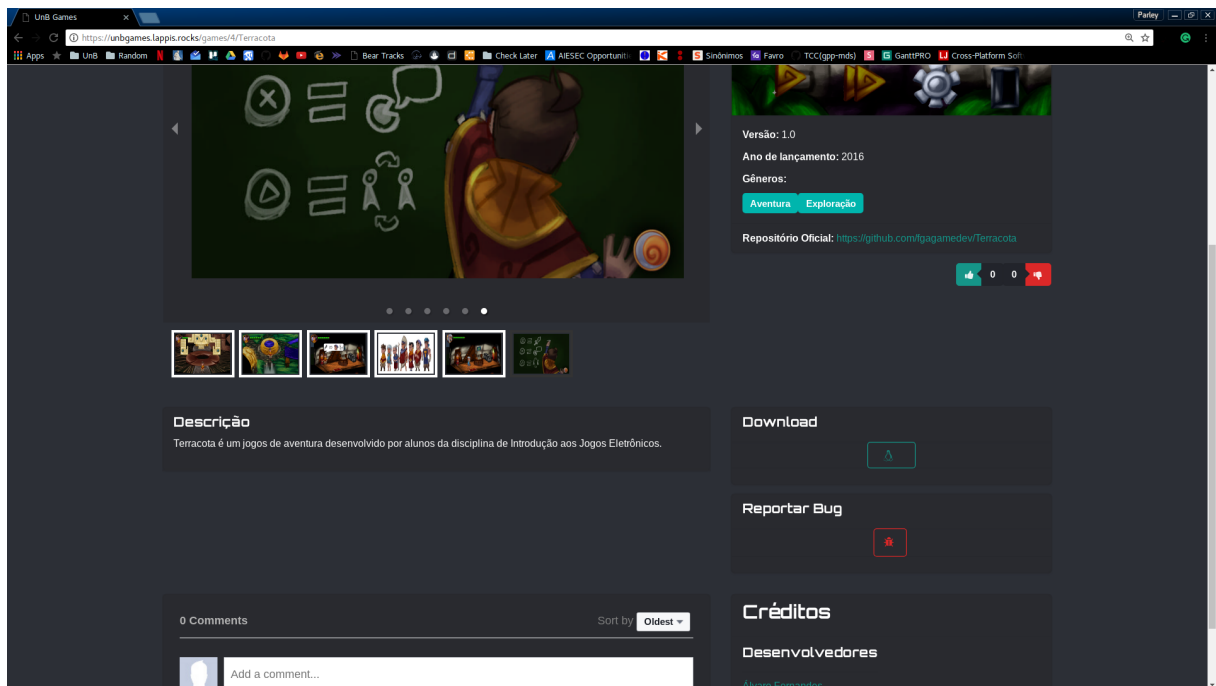 UnB Games
Parley
https://unbgames.lappis.rocks/games/4/Terracota
Apps
UnB
Random
Bear Tracks
Check Later
AIESEC Opportuniti
Sinônimos
Favro
TCC(gpp-mds)
GanttPRO
Cross-Platform Soft
Versão: 1.0
Ano de lançamento: 2016
Gêneros:
Aventura Exploração
Repositório Oficial: https://github.com/fgagamedev/Terracota
0 0
Descrição
Terracota é um jogos de aventura desenvolvido por alunos da disciplina de Introdução aos Jogos Eletrônicos.
Download
Reportar Bug
0 Comments
Sort by Oldest
Add a comment...
Créditos
Desenvolvedores
Álvaro Fernandes